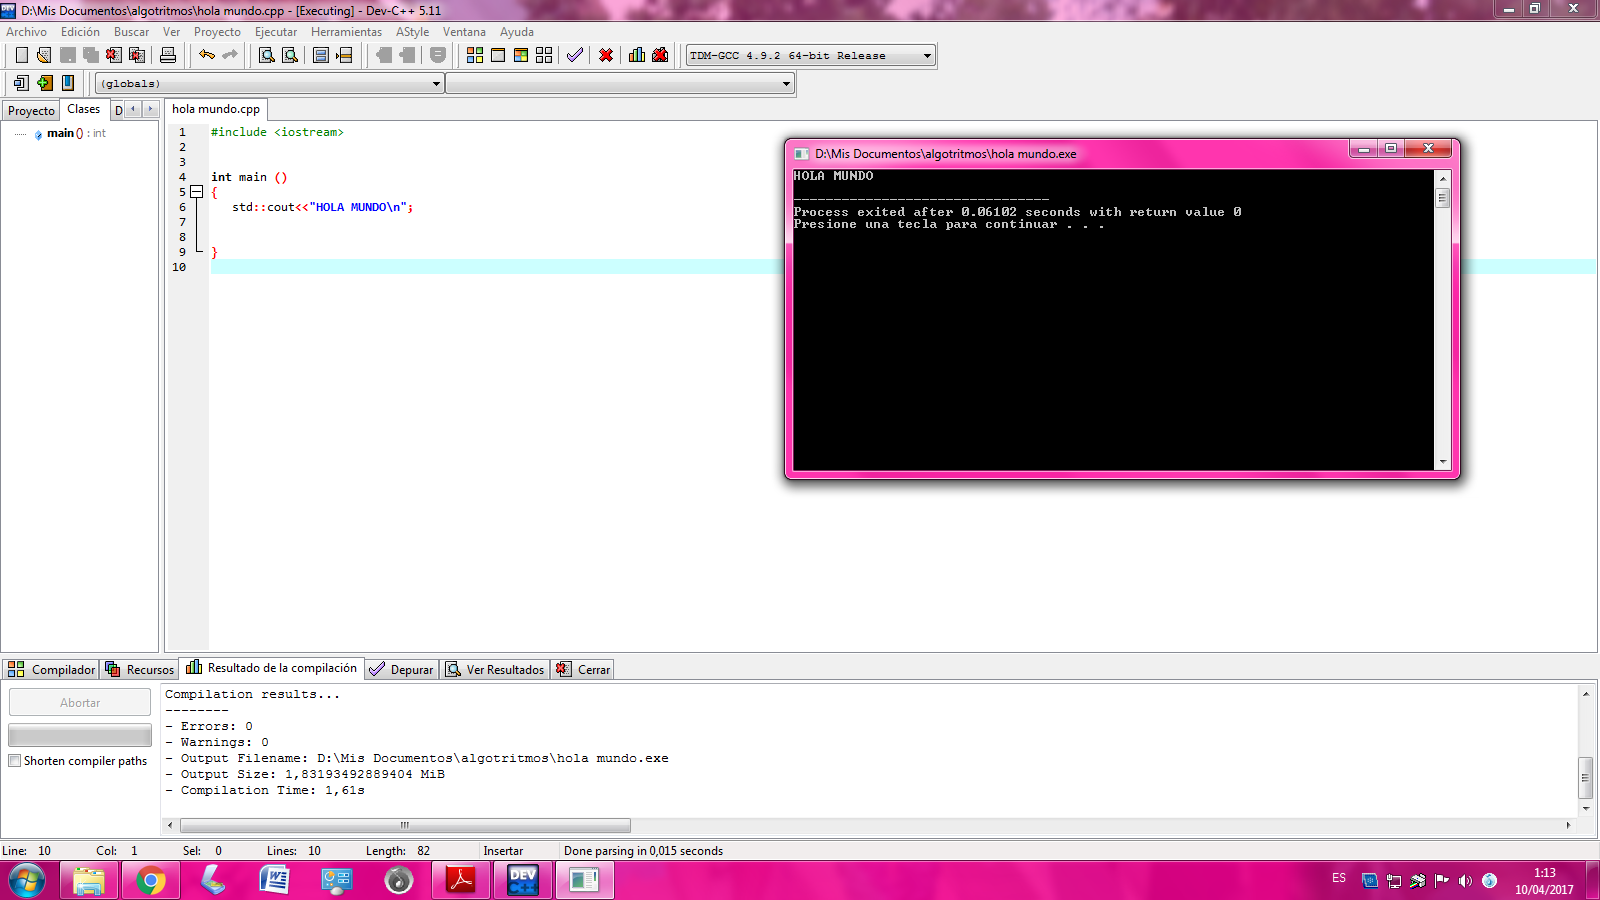 D:\Mis Documentos\algotritmos\hola mundo.cpp - [Executing] - Dev-C++ 5.11
Archivo Edición Buscar Ver Proyecto Ejecutar Herramientas AStyle Ventana Ayuda
TDM-GCC 4.9.2 64-bit Release
(globals)
Proyecto Clases D
hola mundo.cpp
main () : int
1 #include <iostream>
2
3
4 int main ()
5 {
6 std::cout<<"HOLA MUNDO\n";
7
8
9 }
10
D:\Mis Documentos\algotritmos\hola mundo.exe
HOLA MUNDO
--------------------------------
Process exited after 0.06102 seconds with return value 0
Presione una tecla para continuar . . .
Compilador Recursos Resultado de la compilación Depurar Ver Resultados Cerrar
Abortar
Shorten compiler paths
Compilation results...
--------
- Errors: 0
- Warnings: 0
- Output Filename: D:\Mis Documentos\algotritmos\hola mundo.exe
- Output Size: 1,83193492889404 MiB
- Compilation Time: 1,61s
Line: 10 Col: 1 Sel: 0 Lines: 10 Length: 82 Insertar Done parsing in 0,015 seconds
DEV C++
ES
1:13
10/04/2017